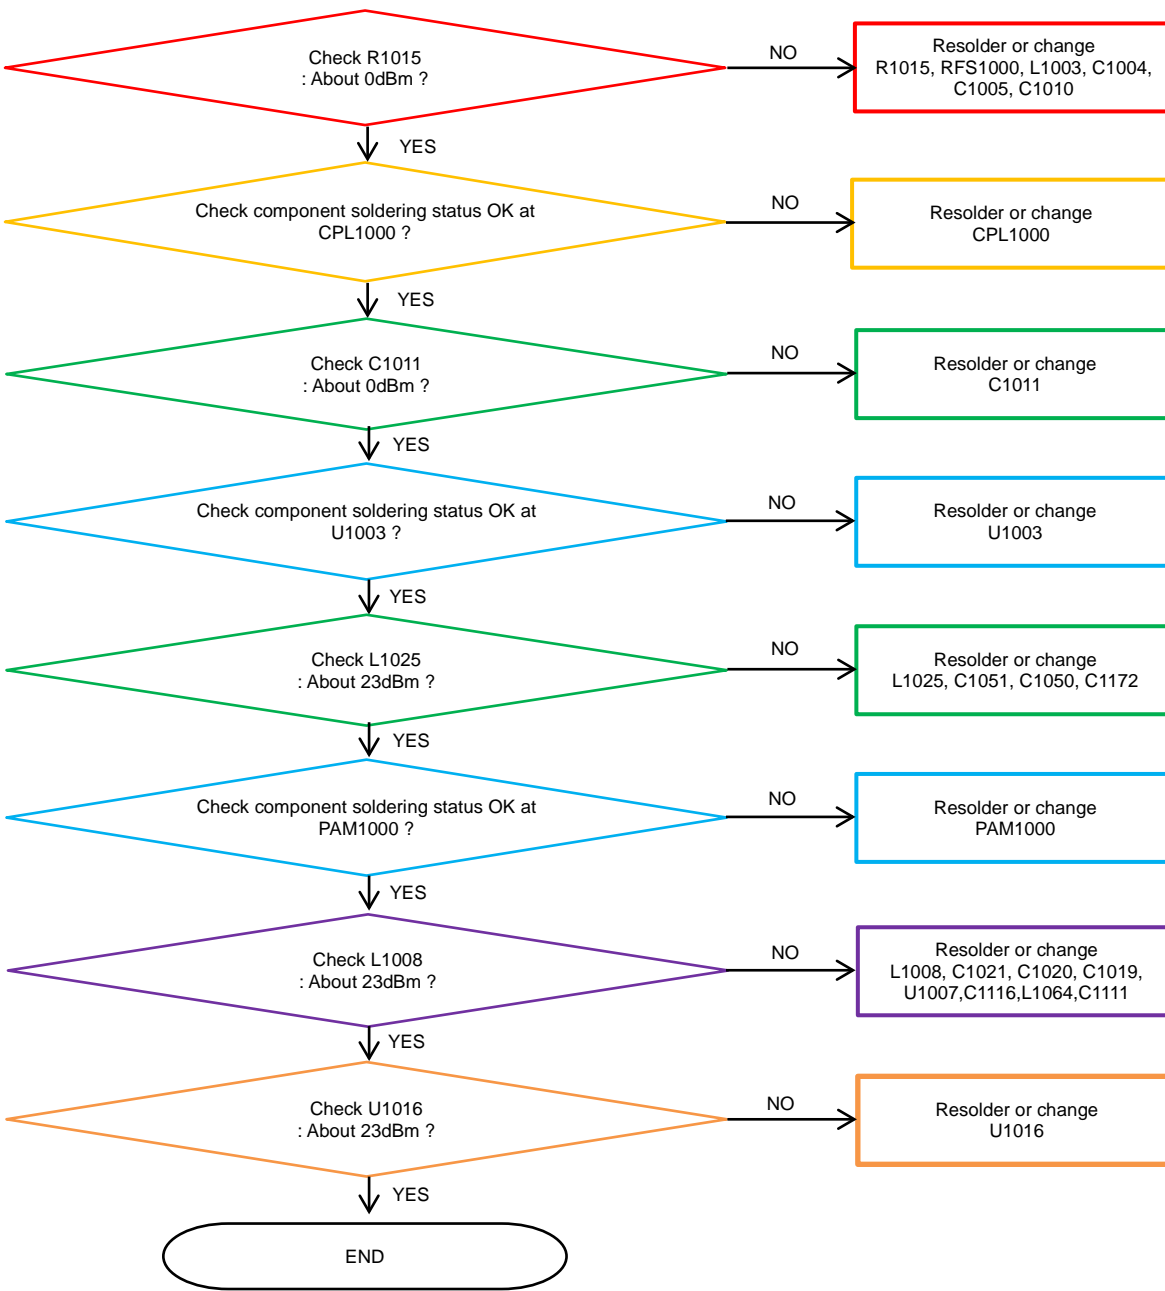 Check R1015
: About 0dBm ?
NO
Resolder or change
R1015, RFS1000, L1003, C1004,
C1005, C1010
YES
Check component soldering status OK at
CPL1000 ?
NO
Resolder or change
CPL1000
YES
Check C1011
: About 0dBm ?
NO
Resolder or change
C1011
YES
Check component soldering status OK at
U1003 ?
NO
Resolder or change
U1003
YES
Check L1025
: About 23dBm ?
NO
Resolder or change
L1025, C1051, C1050, C1172
YES
Check component soldering status OK at
PAM1000 ?
NO
Resolder or change
PAM1000
YES
Check L1008
: About 23dBm ?
NO
Resolder or change
L1008, C1021, C1020, C1019,
U1007,C1116,L1064,C1111
YES
Check U1016
: About 23dBm ?
NO
Resolder or change
U1016
YES
END